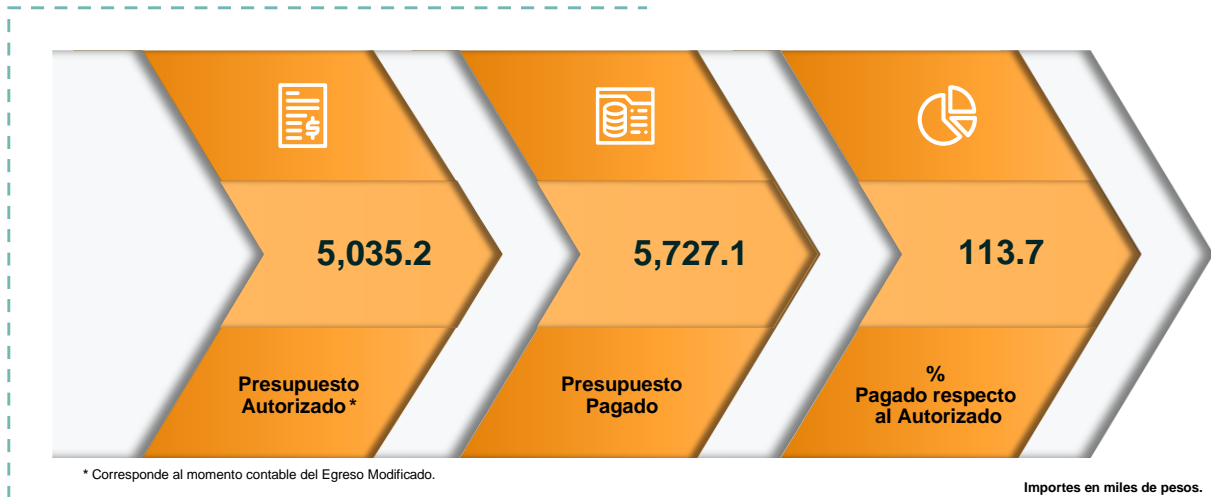 5,035.2
5,727.1
113.7
Presupuesto
Autorizado *
Presupuesto
Pagado
%
Pagado respecto
al Autorizado
* Corresponde al momento contable del Egreso Modificado.
Importes en miles de pesos.